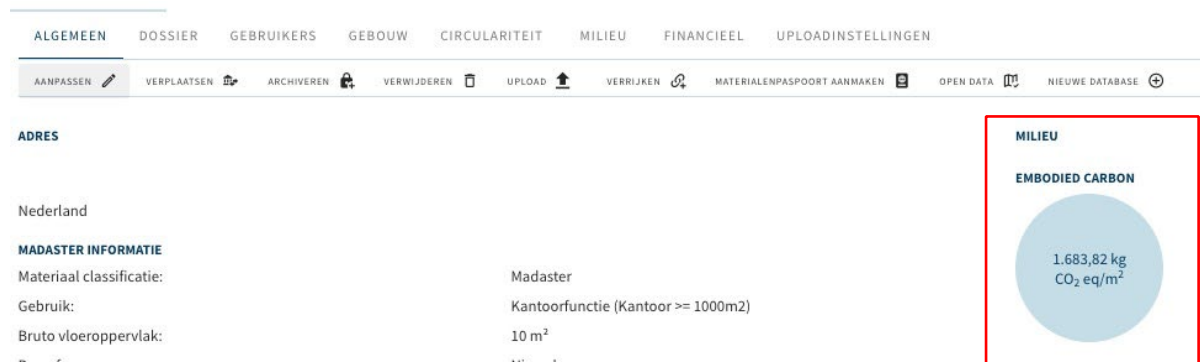 ALGEMEEN DOSSIER GEBRUIKERS GEBOUW CIRCULARITEIT MILIEU FINANCIEEL UPLOADINSTELLINGEN
AANPASSEN VERPLAATSEN ARCHIVEREN VERWIJDEREN UPLOAD VERRIJKEN MATERIALENPASPOORT AANMAKEN OPEN DATA NIEUWE DATABASE
ADRES
Nederland
MADASTER INFORMATIE
Materiaal classificatie: Madaster
Gebruik: Kantoorfunctie (Kantoor >= 1000m2)
Bruto vloeroppervlak: 10 m²
MILIEU
EMBODIED CARBON
1.683,82 kg
CO₂ eq/m²